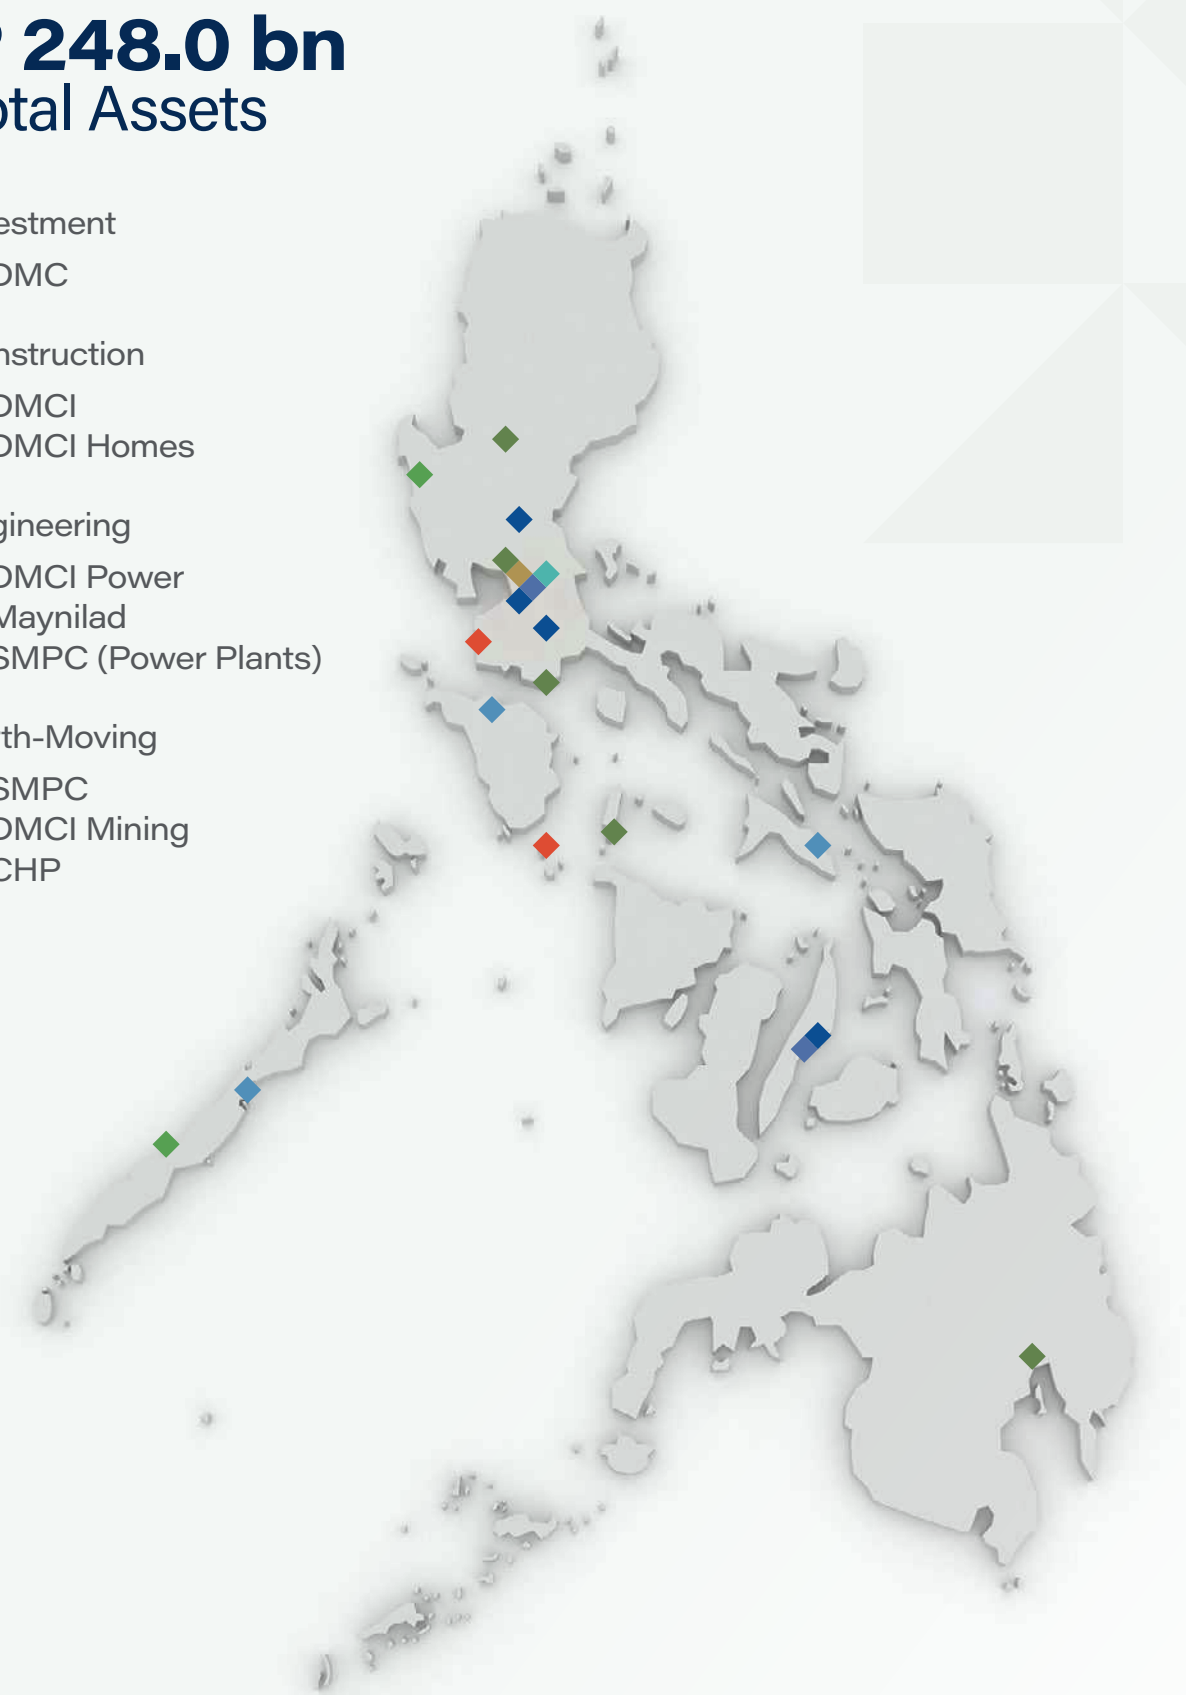 248.0 bn
otal Assets
estment
DMC
nstruction
DMCI
DMCI Homes
gineering
DMCI Power
Maynilad
SMPC (Power Plants)
th-Moving
SMPC
DMCI Mining
CHP